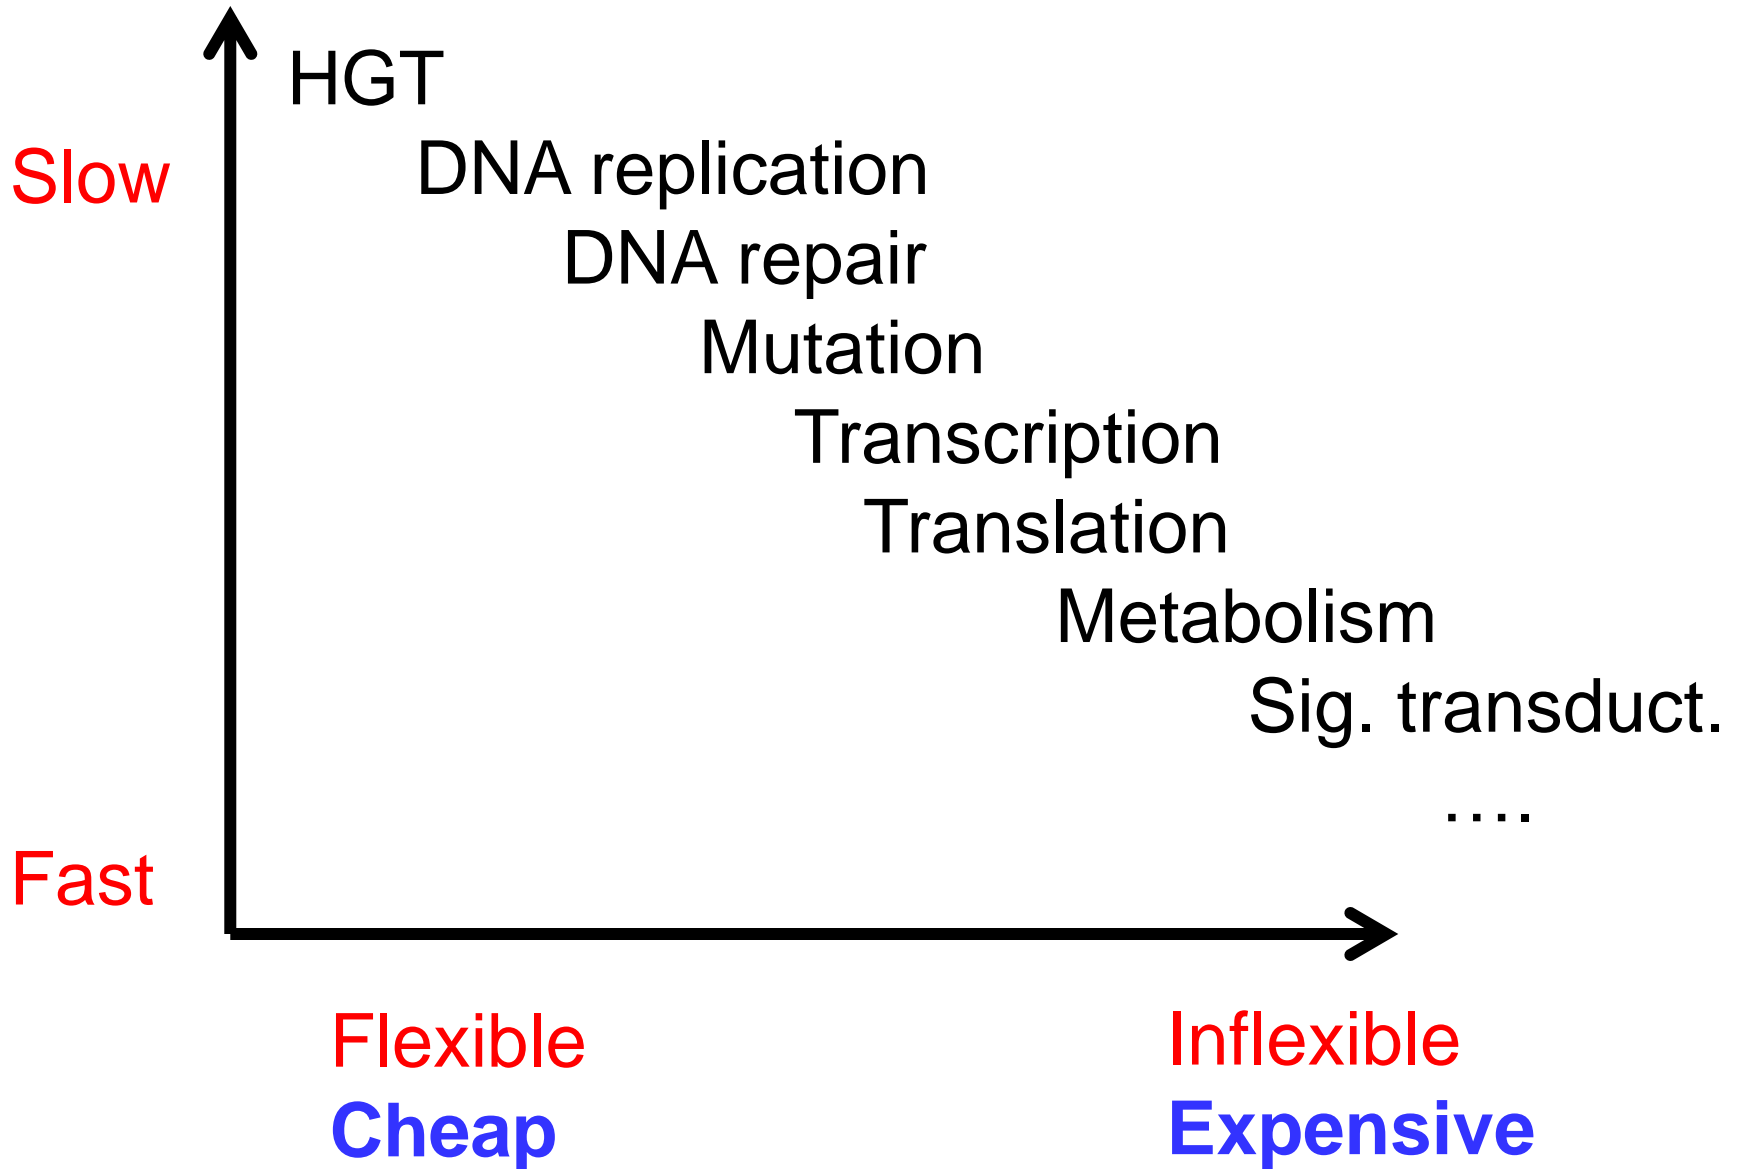 HGT
Slow
DNA replication
DNA repair
Mutation
Transcription
Translation
Metabolism
Sig. transduct.
....
Fast
Flexible
Inflexible
Cheap
Expensive